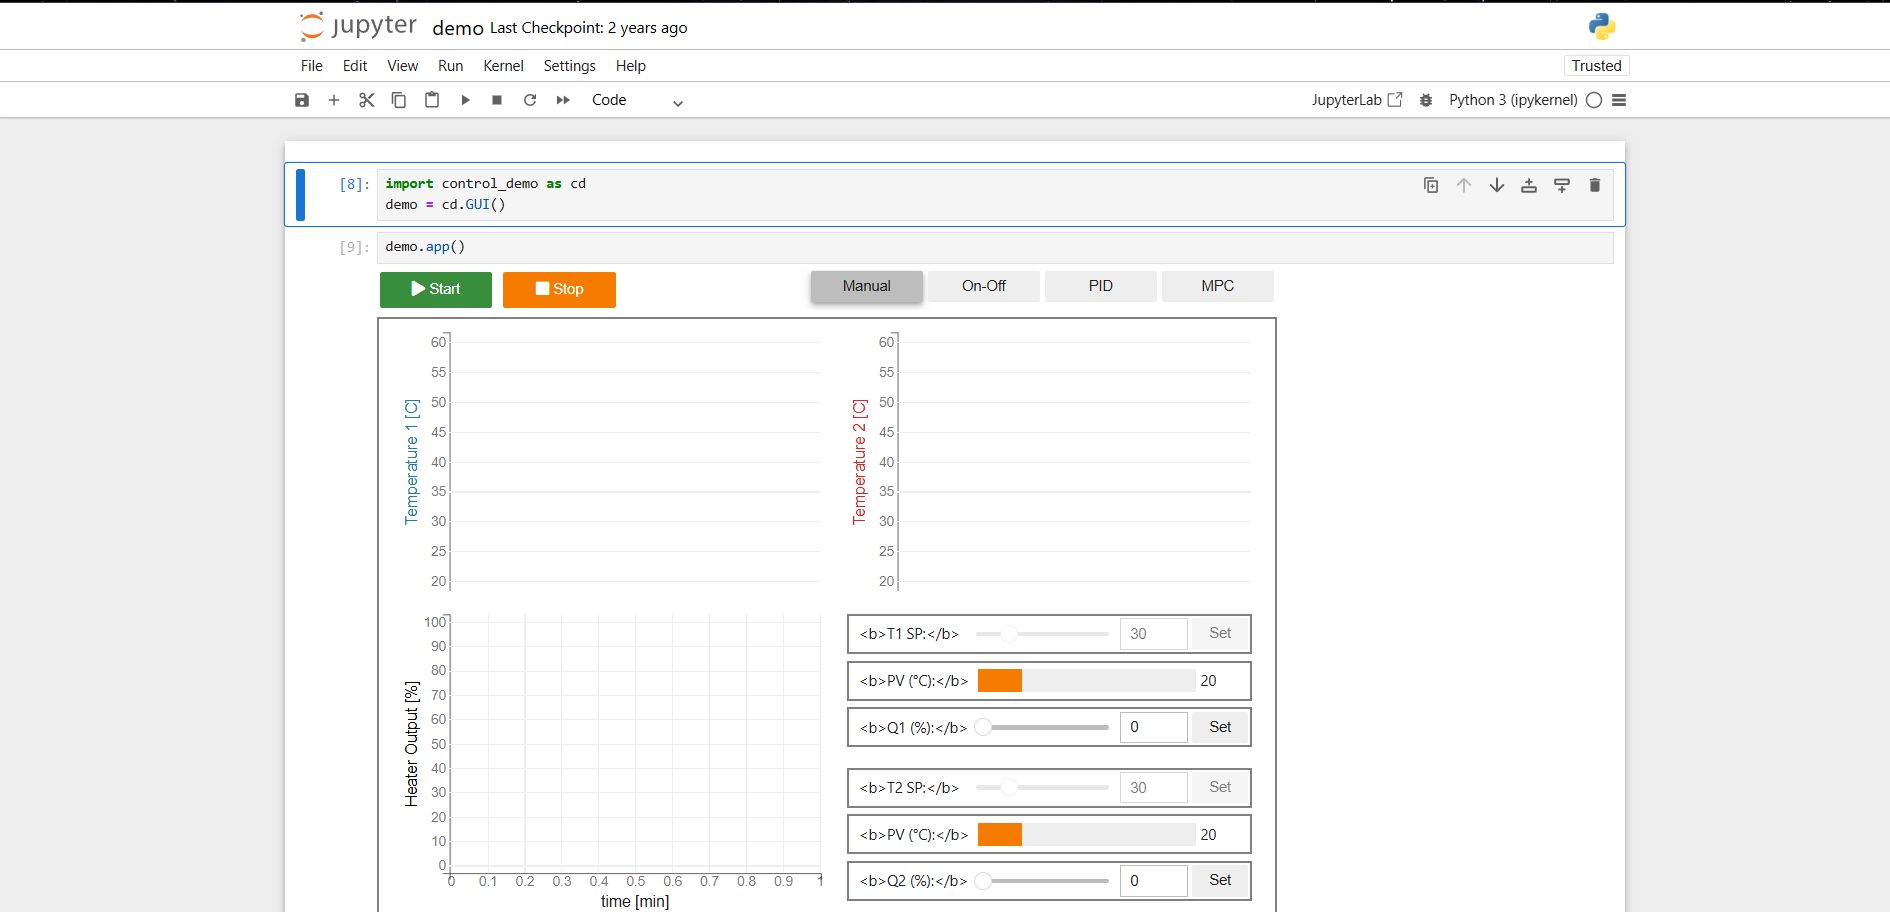 jupyter demo Last Checkpoint: 2 years ago
File Edit View Run Kernel Settings Help Trusted
Code JupyterLab Python 3 (ipykernel)
[8]: import control_demo as cd
demo = cd.GUI()
[9]: demo.app()
Start Stop Manual On-Off PID MPC
Temperature 1 [C]
60
55
50
45
40
35
30
25
20
Temperature 2 [C]
60
55
50
45
40
35
30
25
20
Heater Output [%]
100
90
80
70
60
50
40
30
20
10
0
0 0.1 0.2 0.3 0.4 0.5 0.6 0.7 0.8 0.9 1
time [min]
<b>T1 SP:</b> 30 Set
<b>PV (°C):</b> 20
<b>Q1 (%):</b> 0 Set
<b>T2 SP:</b> 30 Set
<b>PV (°C):</b> 20
<b>Q2 (%):</b> 0 Set